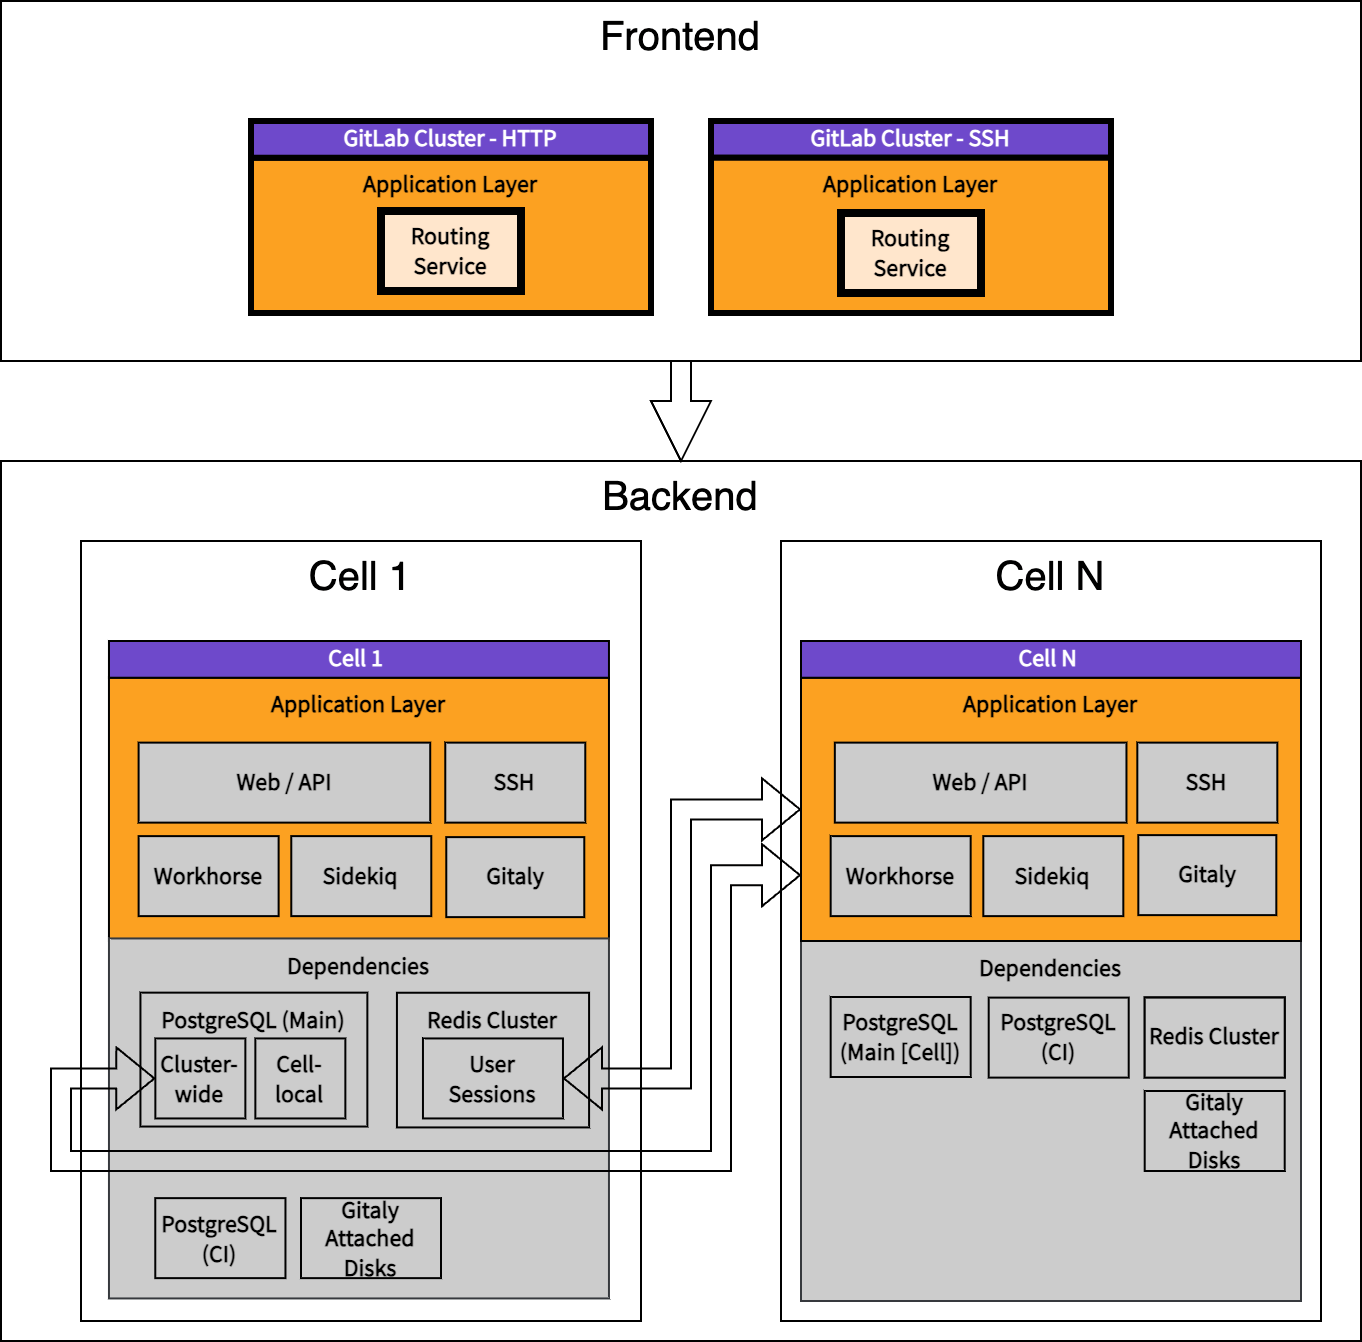 Frontend
GitLab Cluster - HTTP
Application Layer
Routing
Service
GitLab Cluster - SSH
Application Layer
Routing
Service
Backend
Cell 1
Cell 1
Application Layer
Web / API
SSH
Workhorse
Sidekiq
Gitaly
Dependencies
PostgreSQL (Main)
Cluster-
wide
Cell-
local
Redis Cluster
User
Sessions
PostgreSQL
(CI)
Gitaly
Attached
Disks
Cell N
Cell N
Application Layer
Web / API
SSH
Workhorse
Sidekiq
Gitaly
Dependencies
PostgreSQL
(Main [Cell])
PostgreSQL
(CI)
Redis Cluster
Gitaly
Attached
Disks